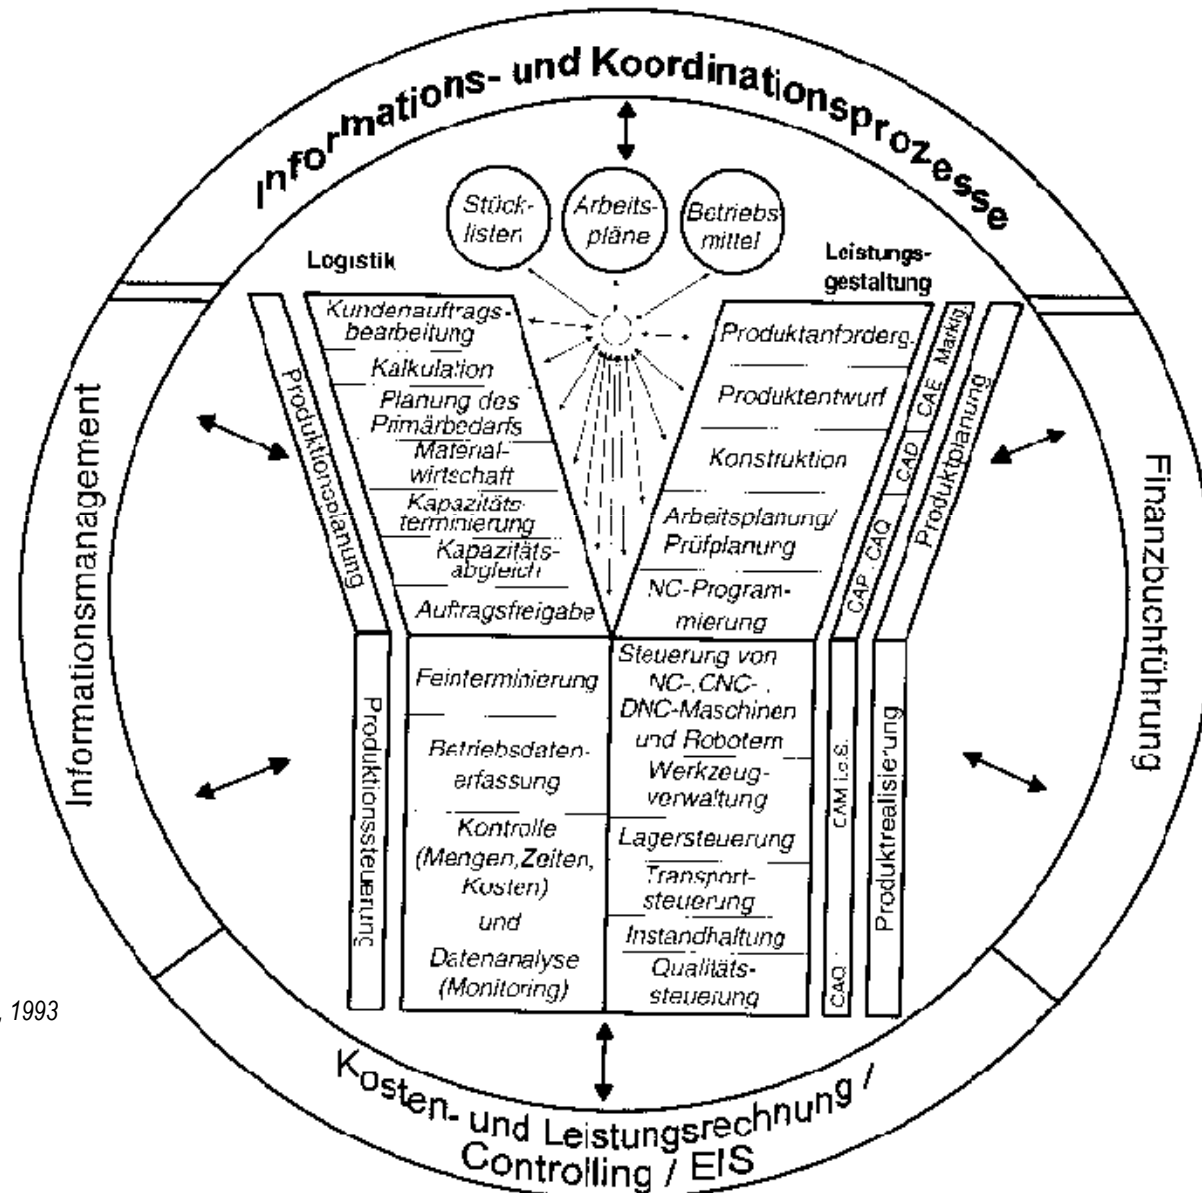 Informations- und Koordinationsprozesse
Stück-
listen
Arbeits-
pläne
Betriebs
mittel
Logistik
Leistungs-
gestaltung
Kundenauftrags-
bearbeitung
Kalkulation
Planung des
Primärbedarfs
Material-
wirtschaft
Kapazitäts-
terminierung
Kapazitäts-
abgleich
Auftragsfreigabe
Produktionsplanung
Produktanforderg.
Produktentwurf
Konstruktion
Arbeitsplanung/
Prüfplanung
NC-Program-
mierung
CAP
CAQ
CAD
CAE
Produktplanung
Informationsmanagement
Finanzbuchführung
Feinterminierung
Betriebsdaten-
erfassung
Kontrolle
(Mengen,Zeiten,
Kosten)
und
Datenanalyse
(Monitoring)
Produktionssteuerung
Steuerung von
NC-,CNC-,
DNC-Maschinen
und Robotern
Werkzeug-
verwaltung
Lagersteuerung
Transport-
steuerung
Instandhaltung
Qualitäts-
steuerung
CAQ
CAM i.e.S.
Produktrealisierung
, 1993
Kosten- und Leistungsrechnung /
Controlling / EIS